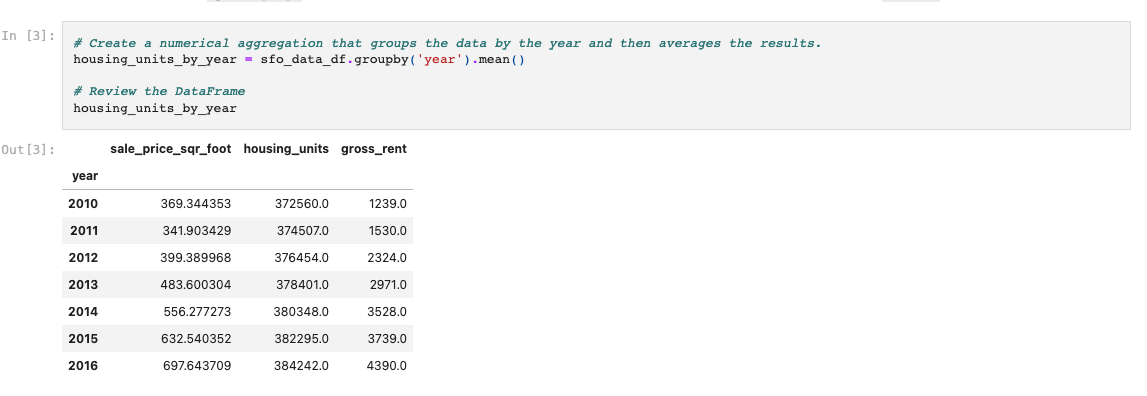 In [3]:
# Create a numerical aggregation that groups the data by the year and then averages the results.
housing_units_by_year = sfo_data_df.groupby('year').mean()
# Review the DataFrame
housing_units_by_year
Out[3]:
sale_price_sqr_foot housing_units gross_rent
year
2010 369.344353 372560.0 1239.0
2011 341.903429 374507.0 1530.0
2012 399.389968 376454.0 2324.0
2013 483.600304 378401.0 2971.0
2014 556.277273 380348.0 3528.0
2015 632.540352 382295.0 3739.0
2016 697.643709 384242.0 4390.0